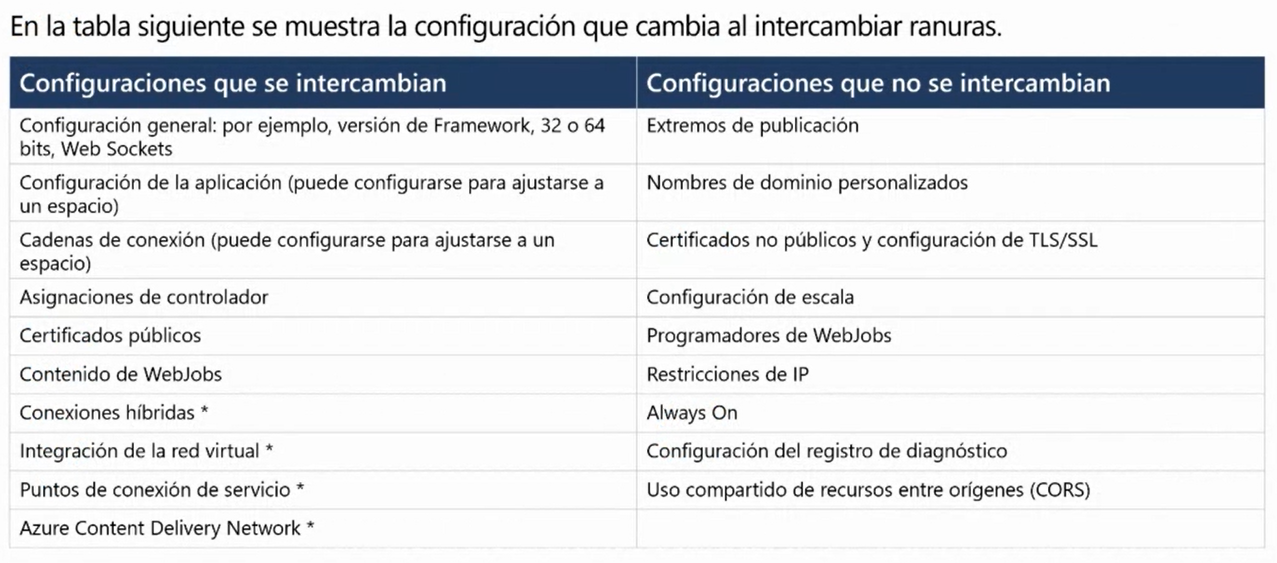 En la tabla siguiente se muestra la configuración que cambia al intercambiar ranuras.
Configuraciones que se intercambian
Configuraciones que no se intercambian
Configuración general: por ejemplo, versión de Framework, 32 o 64
bits, Web Sockets
Extremos de publicación
Configuración de la aplicación (puede configurarse para ajustarse a
un espacio)
Nombres de dominio personalizados
Cadenas de conexión (puede configurarse para ajustarse a un
espacio)
Certificados no públicos y configuración de TLS/SSL
Asignaciones de controlador
Configuración de escala
Certificados públicos
Programadores de WebJobs
Contenido de WebJobs
Restricciones de IP
Conexiones híbridas *
Always On
Integración de la red virtual *
Configuración del registro de diagnóstico
Puntos de conexión de servicio *
Uso compartido de recursos entre orígenes (CORS)
Azure Content Delivery Network *